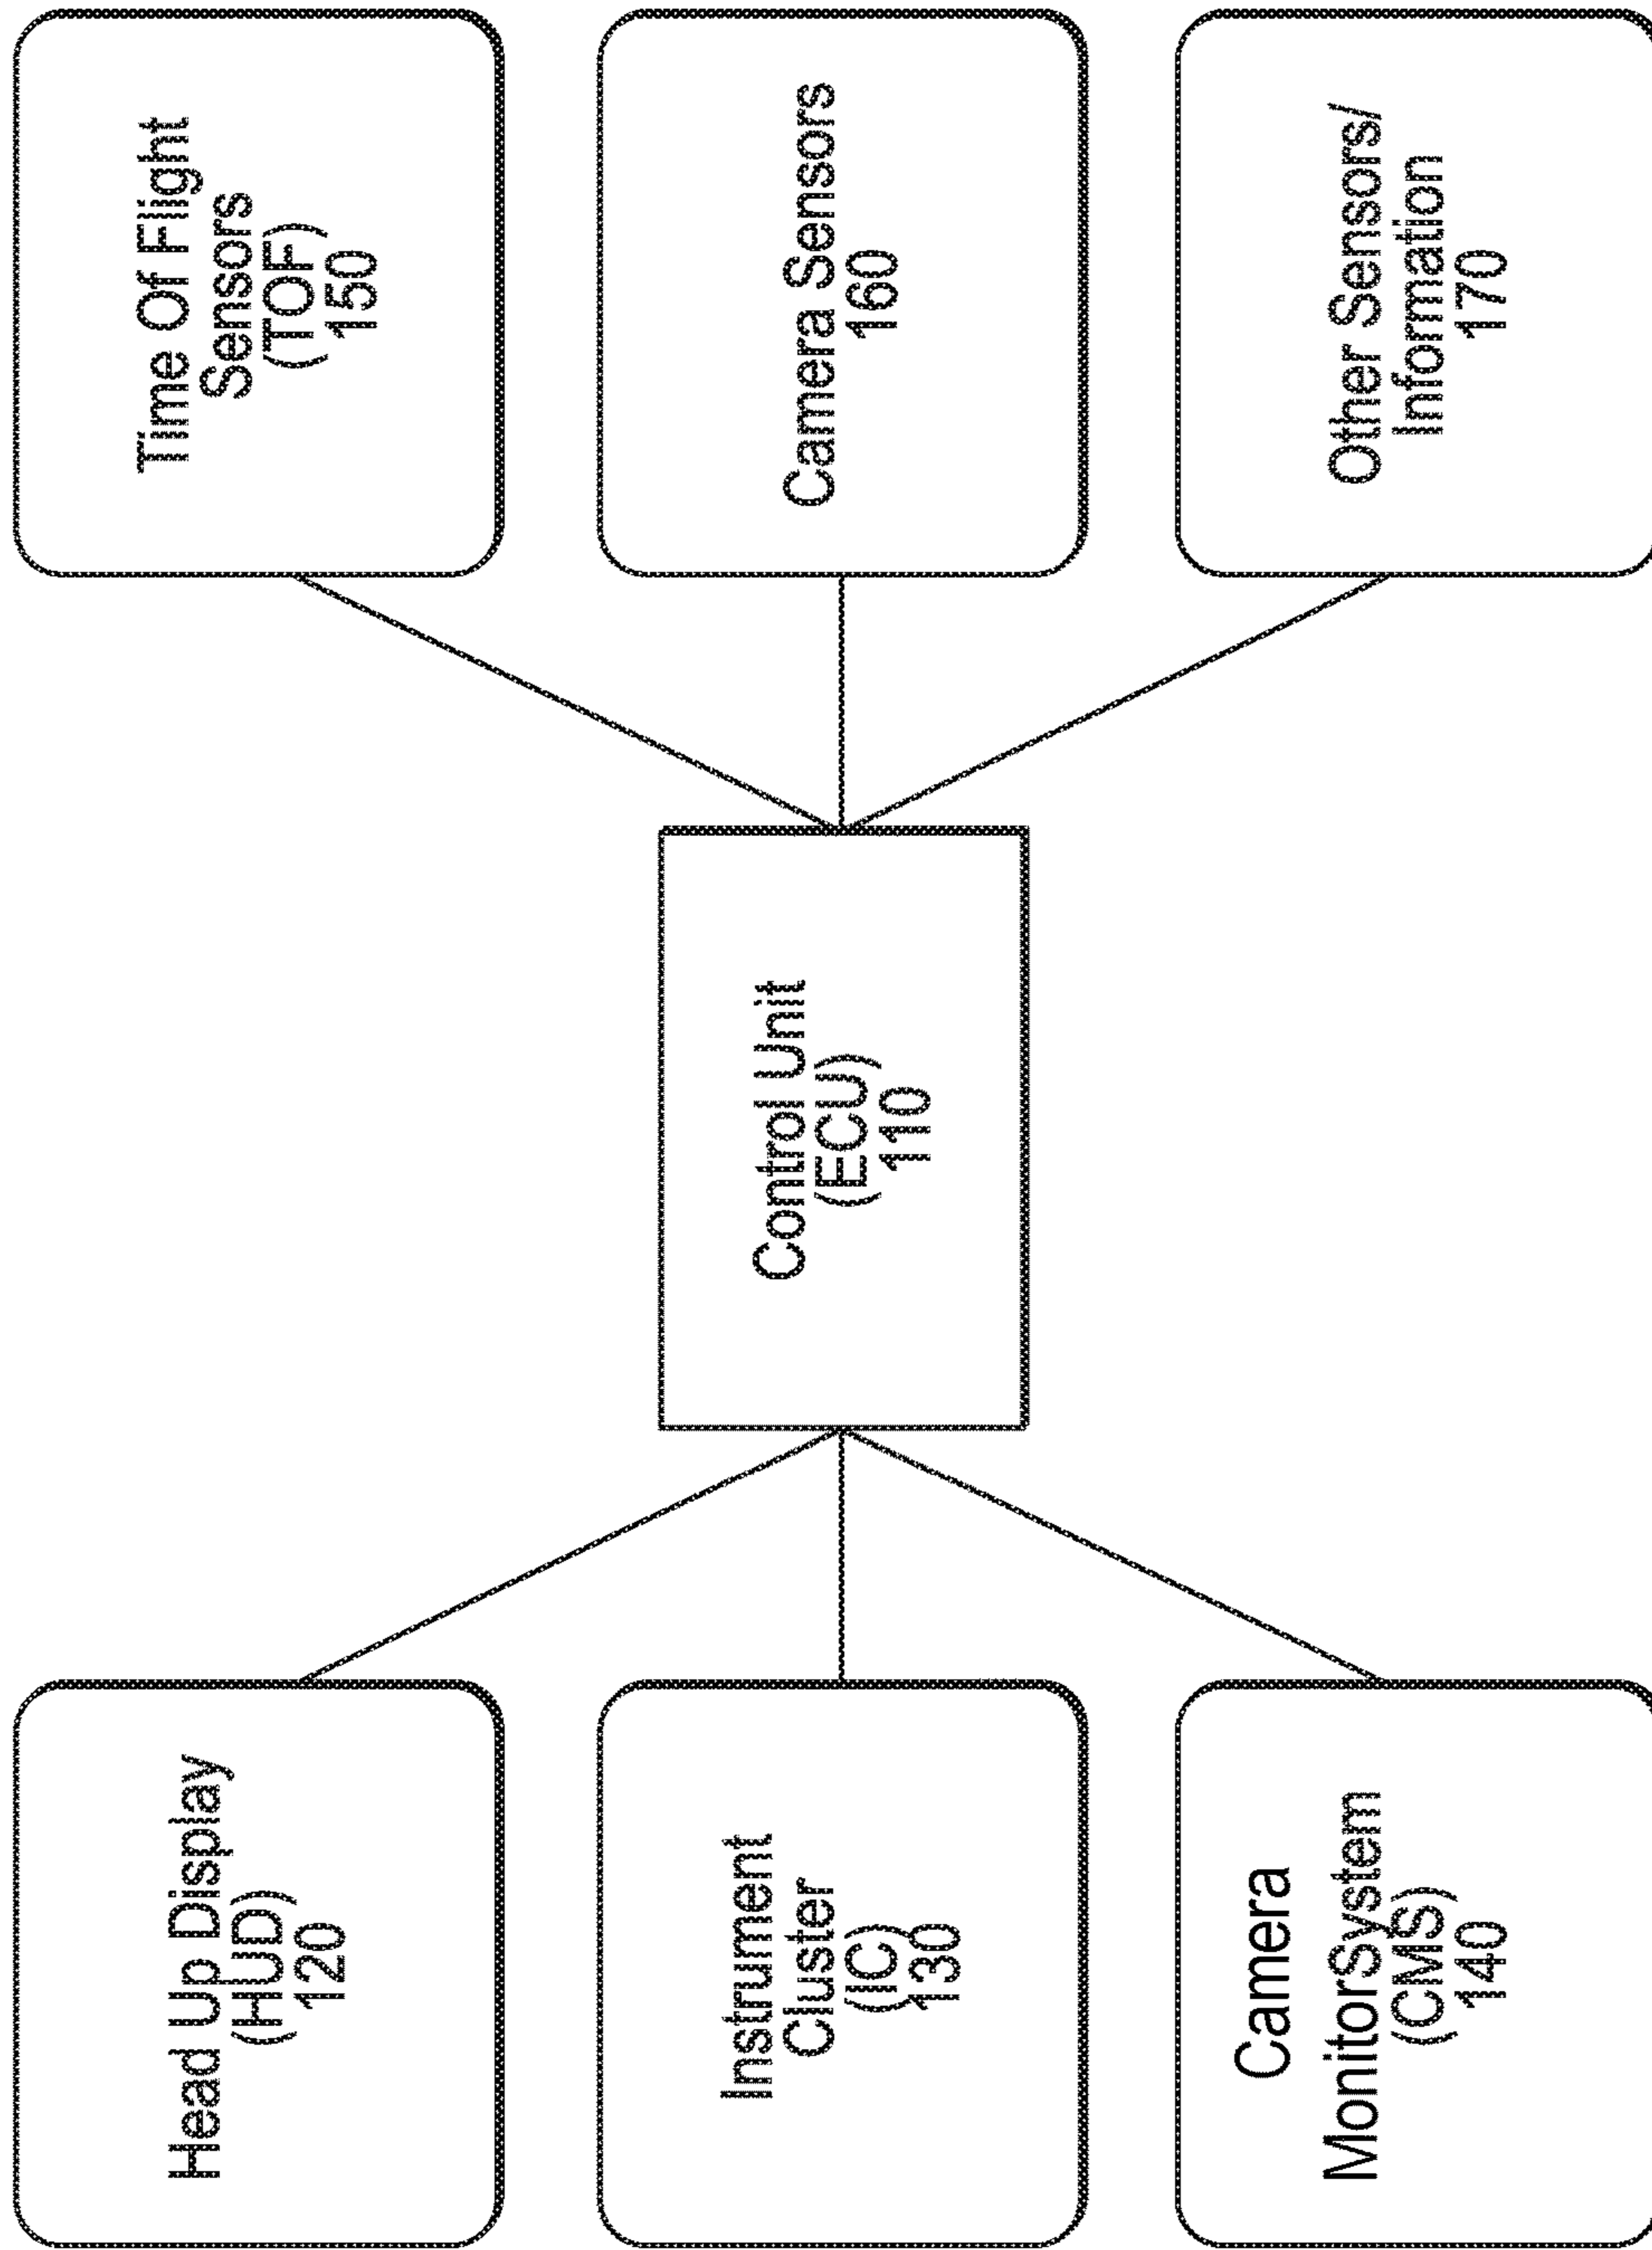 Head Up Display
(HUD)
120
Instrument
Cluster
(IC)
130
Camera
MonitorSystem
(CMS)
140
Control Unit
(ECU)
110
Time Of Flight
Sensors
(TOF)
150
Camera Sensors
160
Other Sensors/
Information
170